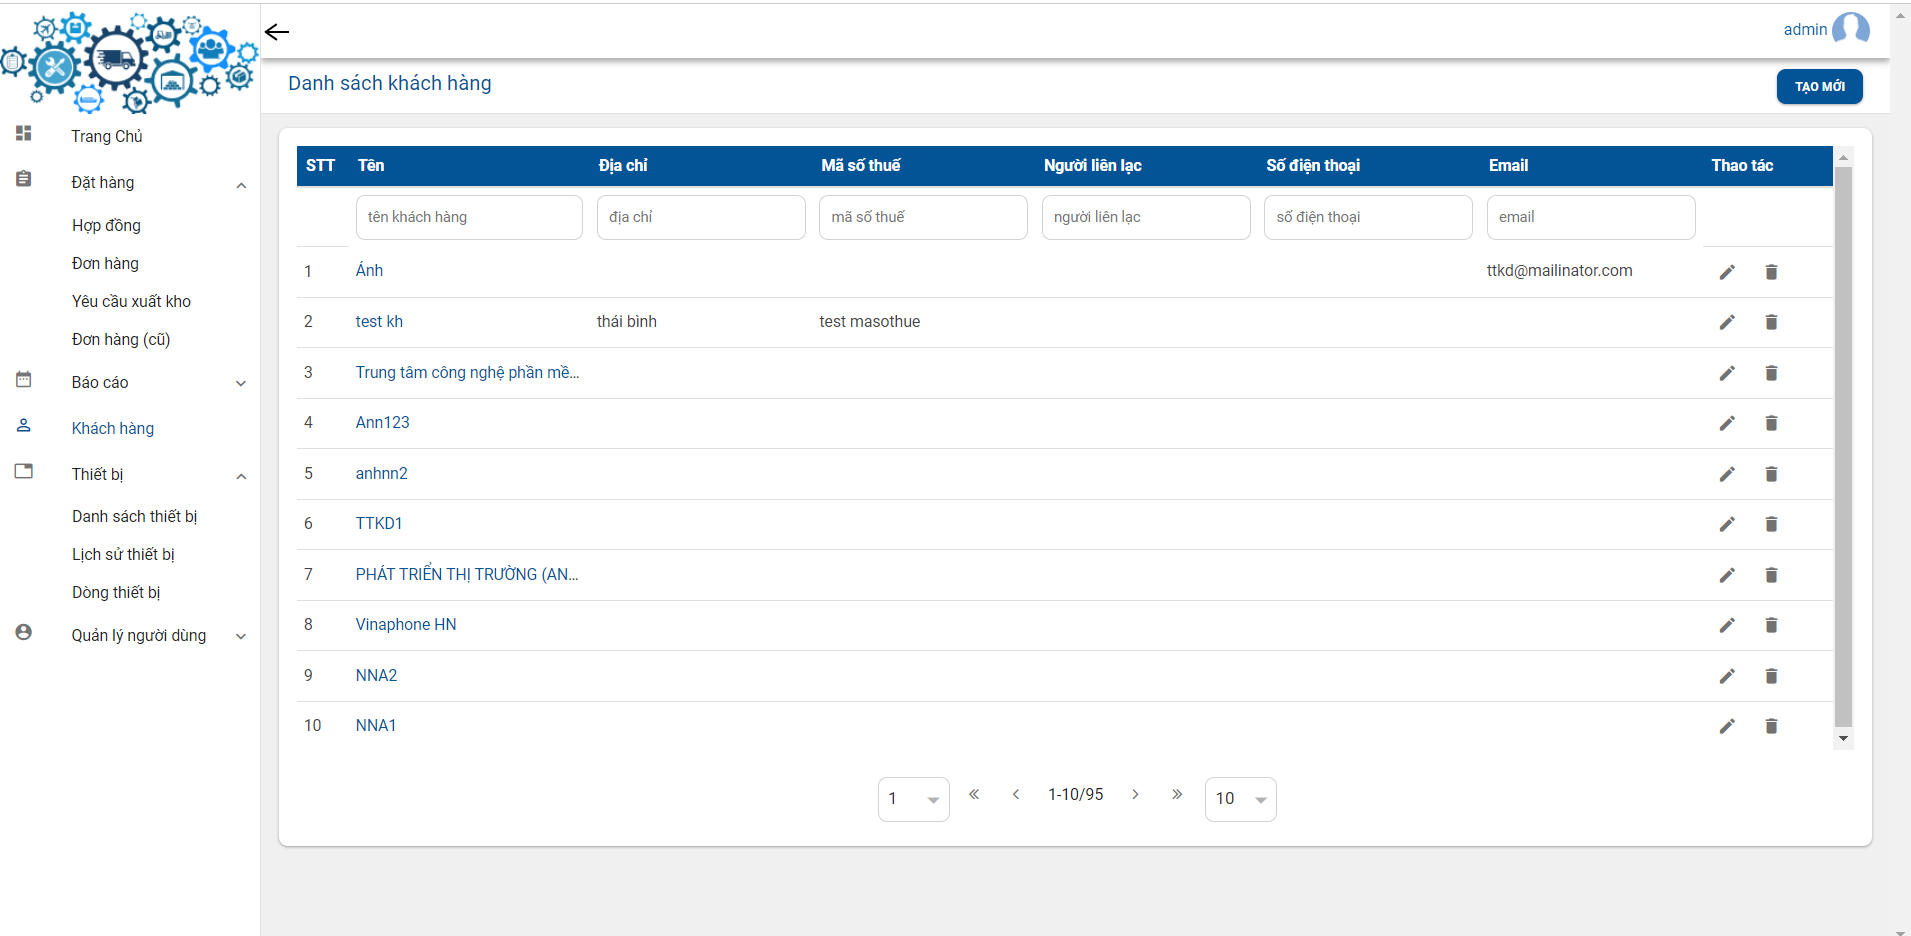 admin
Danh sách khách hàng
TẠO MỚI
Trang Chủ
Đặt hàng
Hợp đồng
Đơn hàng
Yêu cầu xuất kho
Đơn hàng (cũ)
Báo cáo
Khách hàng
Thiết bị
Danh sách thiết bị
Lịch sử thiết bị
Dòng thiết bị
Quản lý người dùng
STT Tên Địa chỉ Mã số thuế Người liên lạc Số điện thoại Email Thao tác
tên khách hàng địa chỉ mã số thuế người liên lạc số điện thoại email
1 Ánh ttkd@mailinator.com
2 test kh thái bình test masothue
3 Trung tâm công nghệ phần mề...
4 Ann123
5 anhnn2
6 TTKD1
7 PHÁT TRIỂN THỊ TRƯỜNG (AN...
8 Vinaphone HN
9 NNA2
10 NNA1
1 « ‹ 1-10/95 › » 10